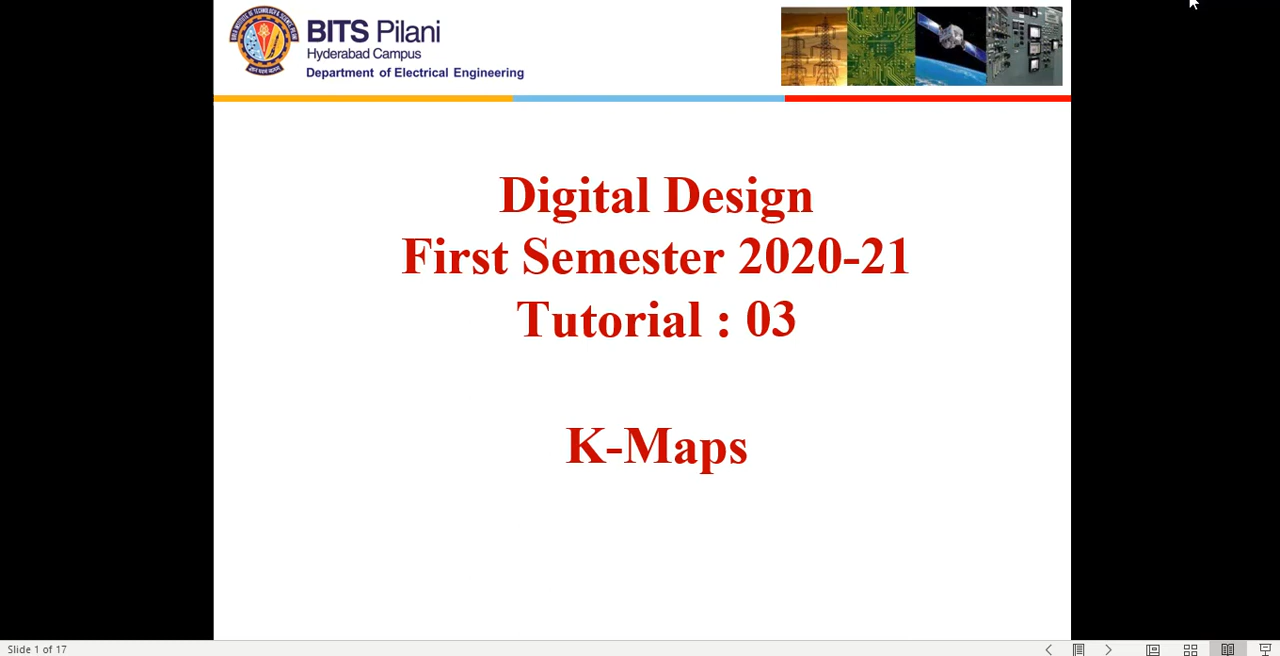 BITS Pilani
Hyderabad Campus
Department of Electrical Engineering
Digital Design
First Semester 2020-21
Tutorial : 03
K-Maps
Slide 1 of 17